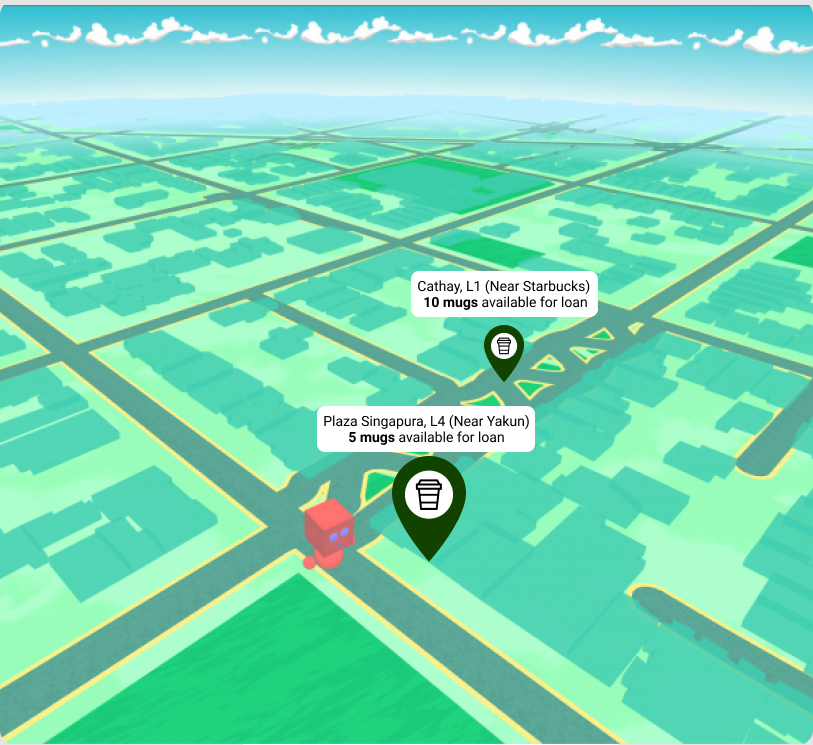 Cathay, L1 (Near Starbucks)
10 mugs available for loan
Plaza Singapura, L4 (Near Yakun)
5 mugs available for loan